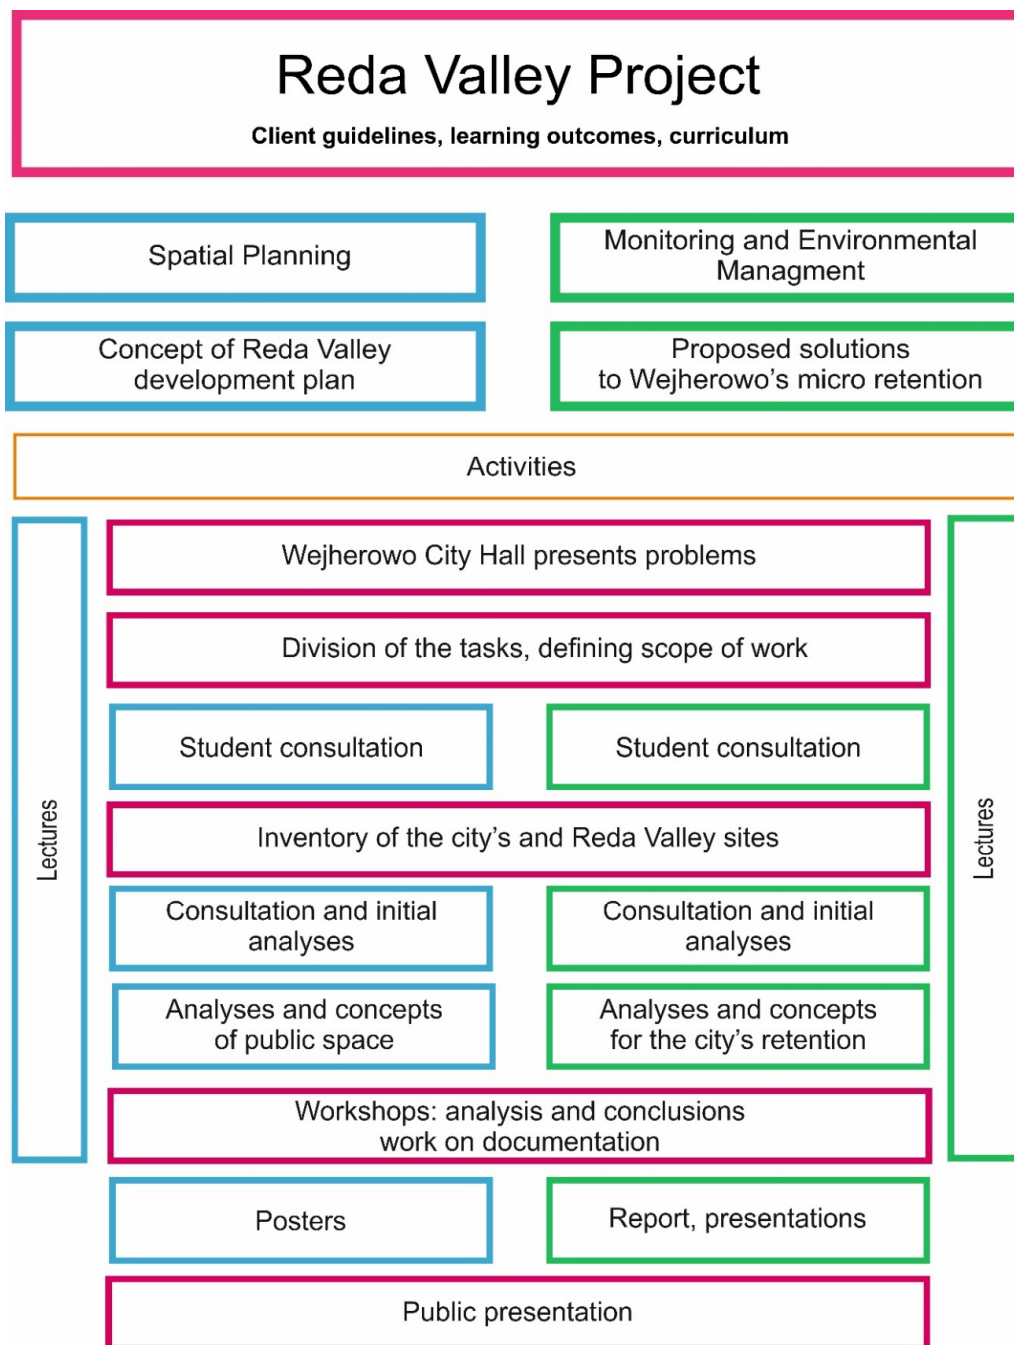 Reda Valley Project
Client guidelines, learning outcomes, curriculum
Spatial Planning
Monitoring and Environmental
Managment
Concept of Reda Valley
development plan
Proposed solutions
to Wejherowo’s micro retention
Activities
Lectures
Wejherowo City Hall presents problems
Division of the tasks, defining scope of work
Student consultation
Student consultation
Inventory of the city’s and Reda Valley sites
Consultation and initial
analyses
Consultation and initial
analyses
Analyses and concepts
of public space
Analyses and concepts
for the city’s retention
Workshops: analysis and conclusions
work on documentation
Lectures
Posters
Report, presentations
Public presentation